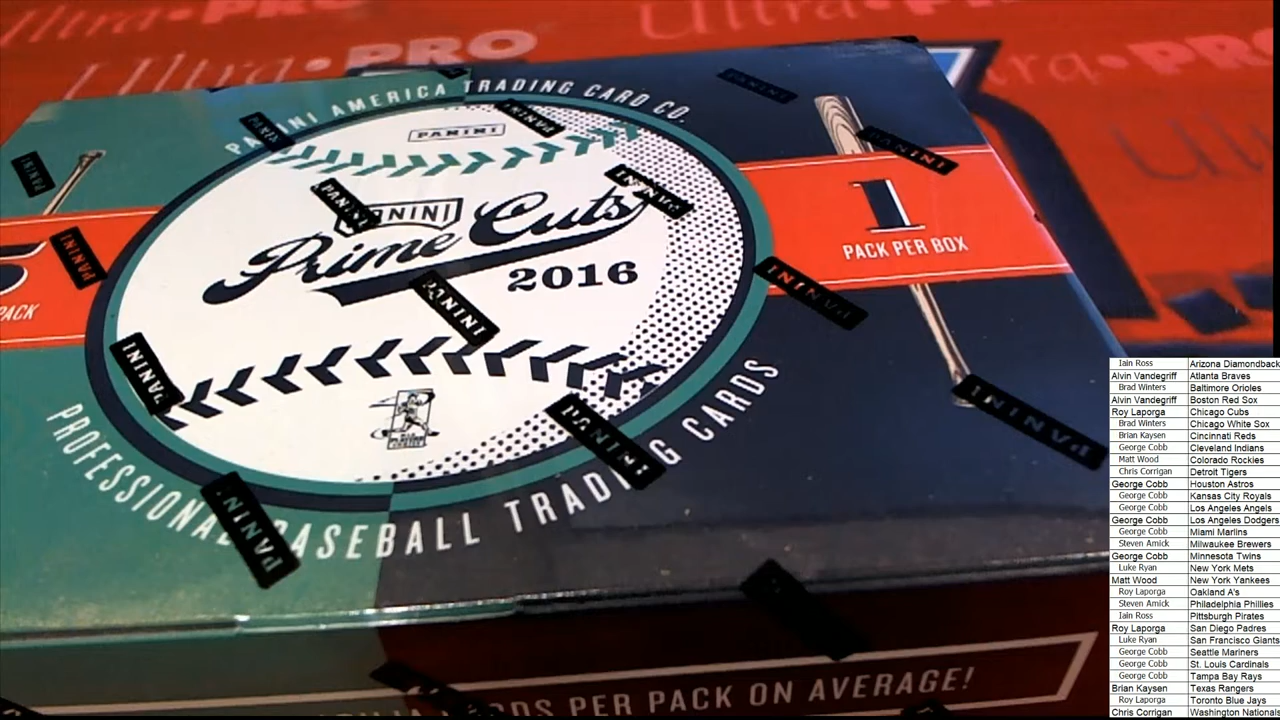 Ultra•PRO
Ultra•PRO
Ultra•PRO
PANINI AMERICA TRADING CARD CO.
PANINI
PANINI
Prime Cuts
2016
1
PACK PER BOX
5
PACK
PROFESSIONAL BASEBALL TRADING CARDS
PER PACK ON AVERAGE!
PANINI
PANINI
PANINI
PANINI
PANINI
PANINI
PANINI
PANINI
PANINI
PANINI
PANINI
PANINI
PANINI
Iain Ross Arizona Diamondback
Alvin Vandegriff Atlanta Braves
Brad Winters Baltimore Orioles
Alvin Vandegriff Boston Red Sox
Roy Laporga Chicago Cubs
Brad Winters Chicago White Sox
Brian Kaysen Cincinnati Reds
George Cobb Cleveland Indians
Matt Wood Colorado Rockies
Chris Corrigan Detroit Tigers
George Cobb Houston Astros
George Cobb Kansas City Royals
George Cobb Los Angeles Angels
George Cobb Los Angeles Dodgers
George Cobb Miami Marlins
Steven Amick Milwaukee Brewers
George Cobb Minnesota Twins
Luke Ryan New York Mets
Matt Wood New York Yankees
Roy Laporga Oakland A's
Steven Amick Philadelphia Phillies
Iain Ross Pittsburgh Pirates
Roy Laporga San Diego Padres
Luke Ryan San Francisco Giants
George Cobb Seattle Mariners
George Cobb St. Louis Cardinals
George Cobb Tampa Bay Rays
Brian Kaysen Texas Rangers
Roy Laporga Toronto Blue Jays
Chris Corrigan Washington Nationals